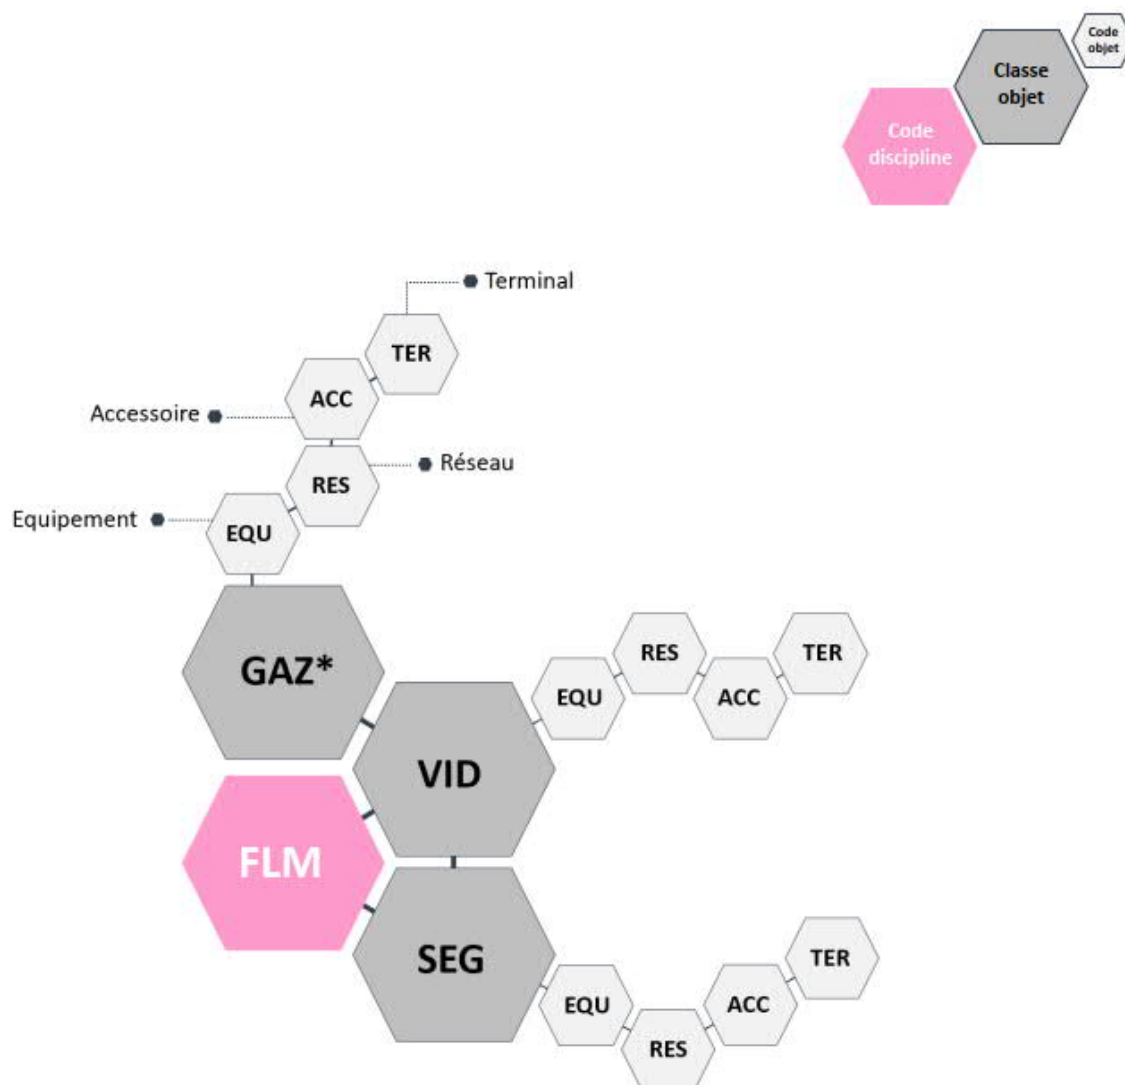 Code
objet
Classe
objet
Code
discipline
Terminal
TER
ACC
Accessoire
Réseau
RES
Equipement
EQU
GAZ*
RES
TER
EQU
ACC
VID
FLM
SEG
TER
EQU
ACC
RES